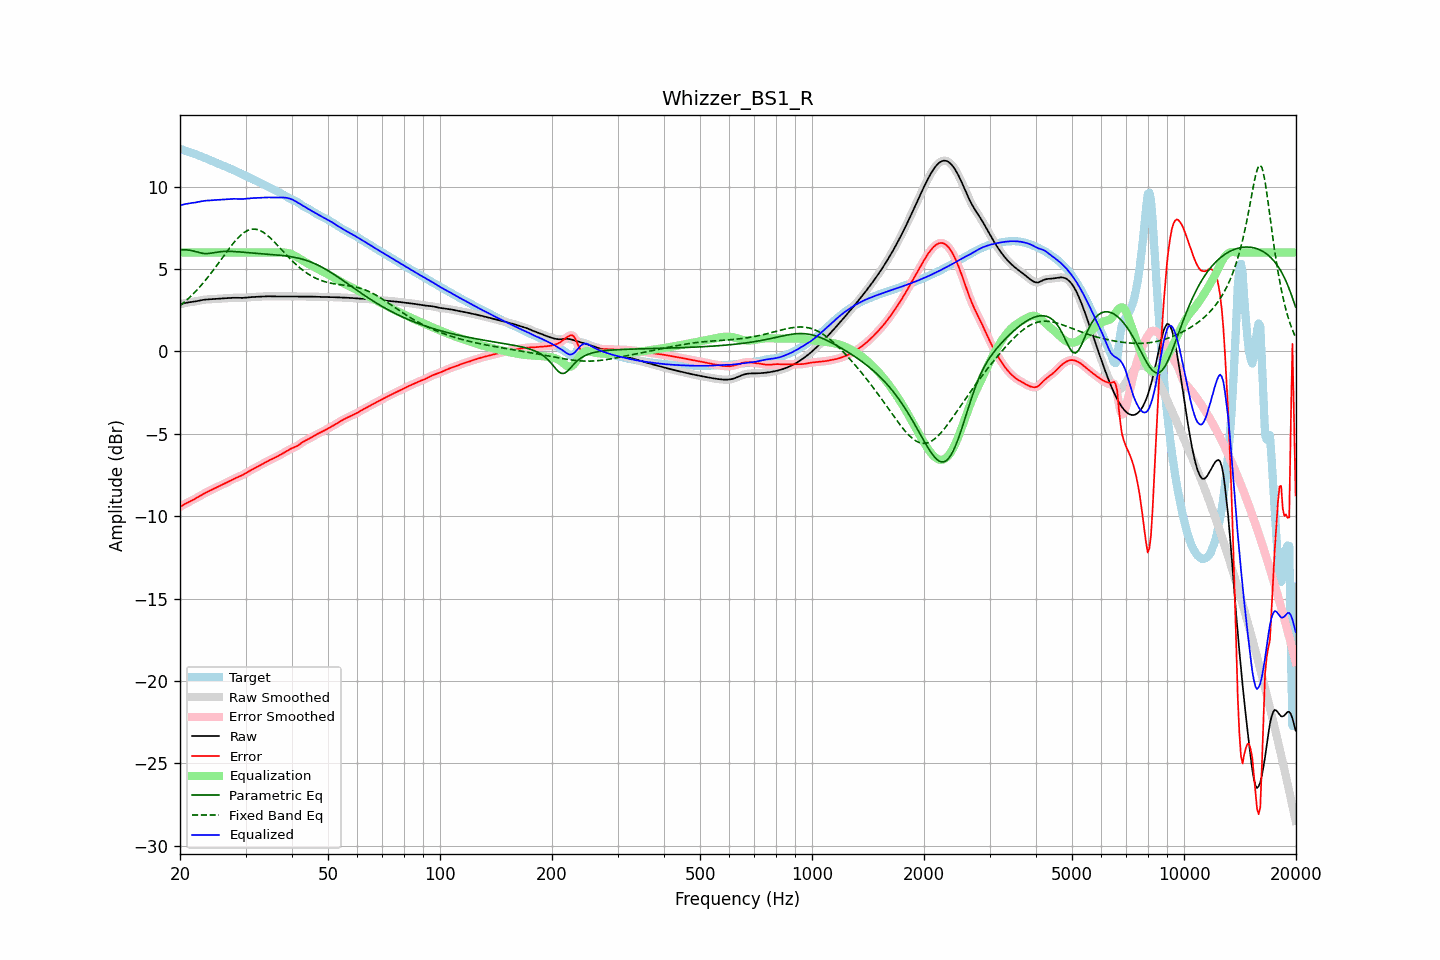 Whizzer_BS1_R
Amplitude (dBr)
10
5
0
−5
−10
−15
−20
−25
−30
Target
Raw Smoothed
Error Smoothed
Raw
Error
Equalization
Parametric Eq
Fixed Band Eq
Equalized
20 50 100 200 500 1000 2000 5000 10000 20000
Frequency (Hz)